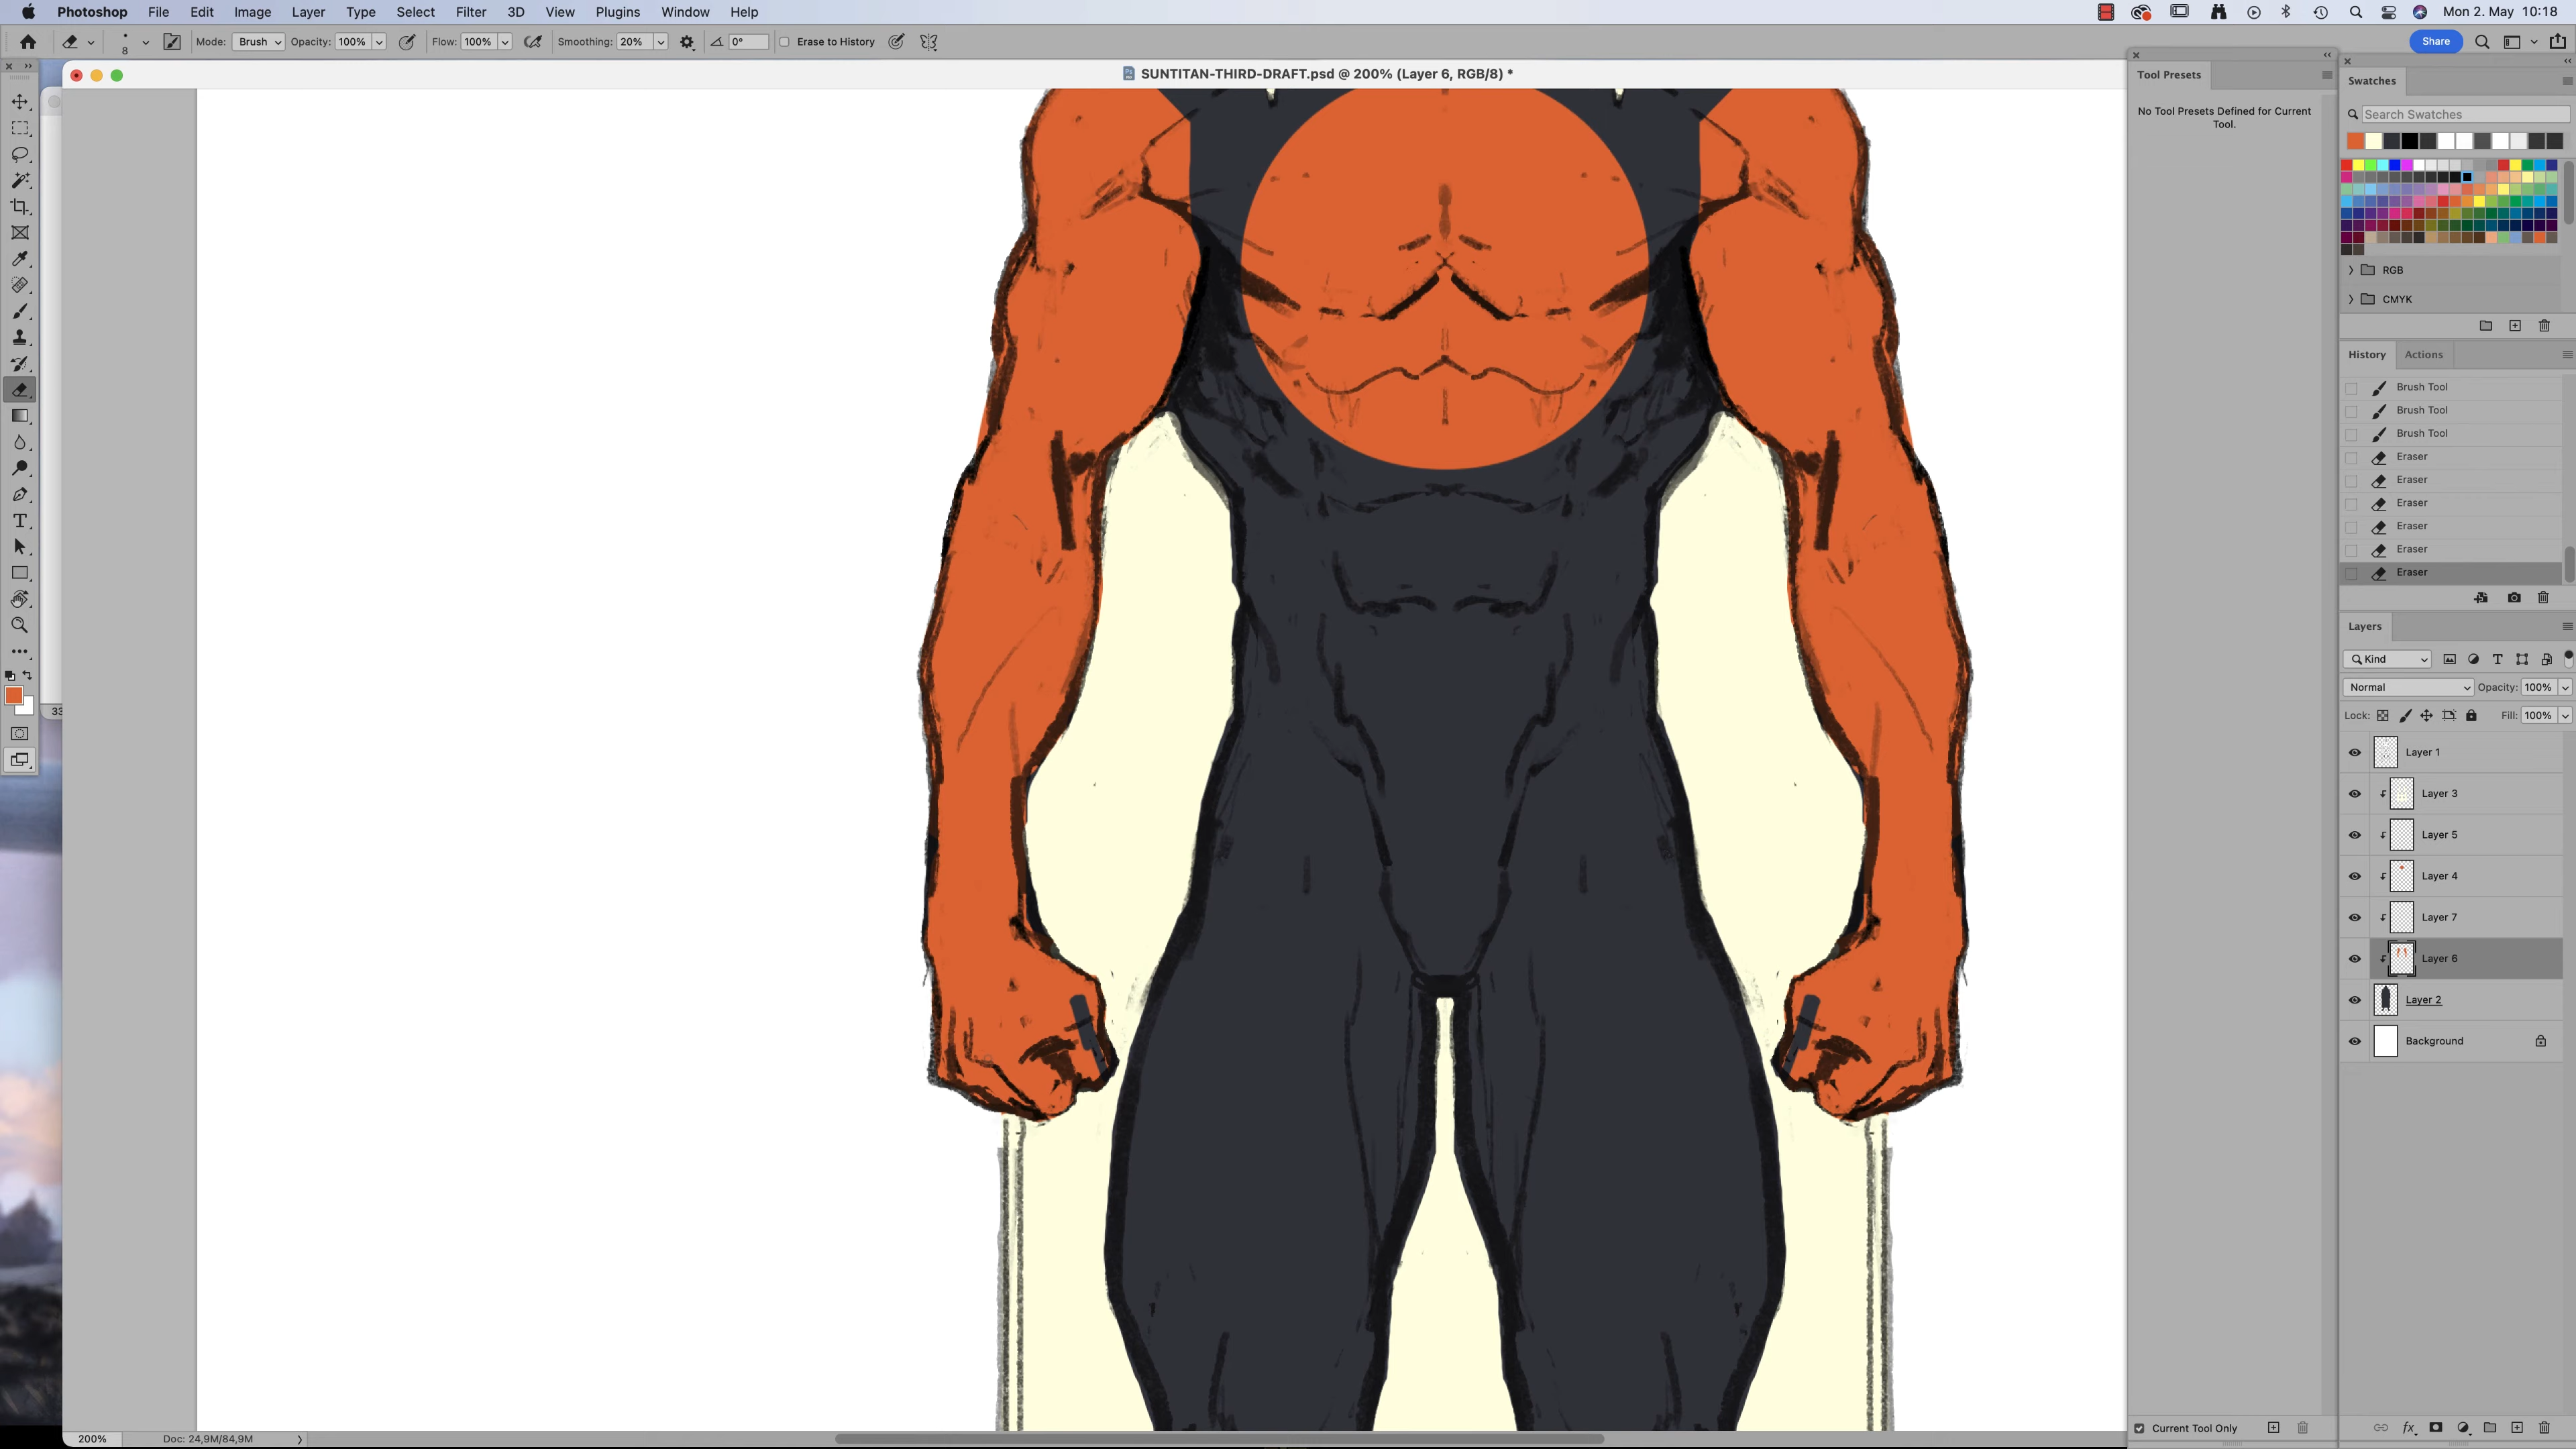 Photoshop File Edit Image Layer Type Select Filter 3D View Plugins Window Help Mon 2. May 10:18
8 Mode: Brush Opacity: 100% Flow: 100% Smoothing: 20% 0° Erase to History Share
SUNTITAN-THIRD-DRAFT.psd @ 200% (Layer 6, RGB/8) *
Tool Presets
No Tool Presets Defined for Current
Tool.
Swatches
Search Swatches
RGB
CMYK
History Actions
Brush Tool
Brush Tool
Brush Tool
Eraser
Eraser
Eraser
Eraser
Eraser
Eraser
Layers
Kind
Normal Opacity: 100%
Lock: Fill: 100%
33
Layer 1
Layer 3
Layer 5
Layer 4
Layer 7
Layer 6
Layer 2
Background
Current Tool Only
200% Doc: 24,9M/84,9M